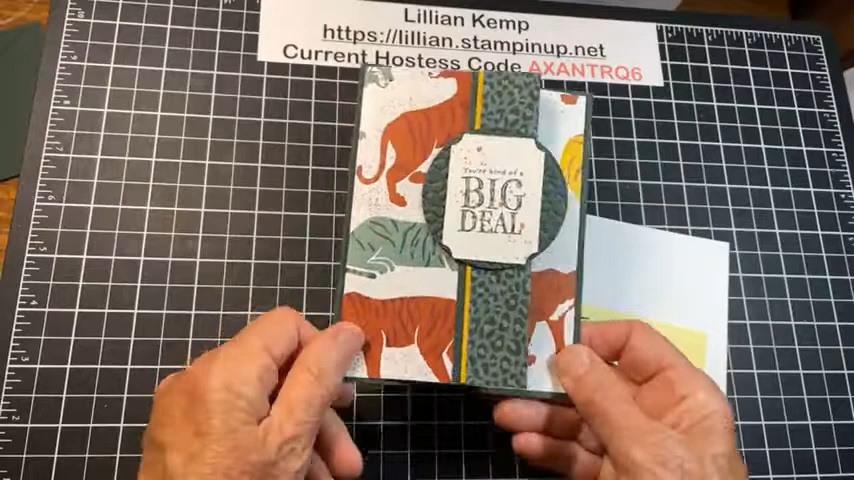 Lillian Kemp
https://lillian.stampinup.net
Current Hostess Code AXANTRQ6
You're kind of a
BIG
DEAL